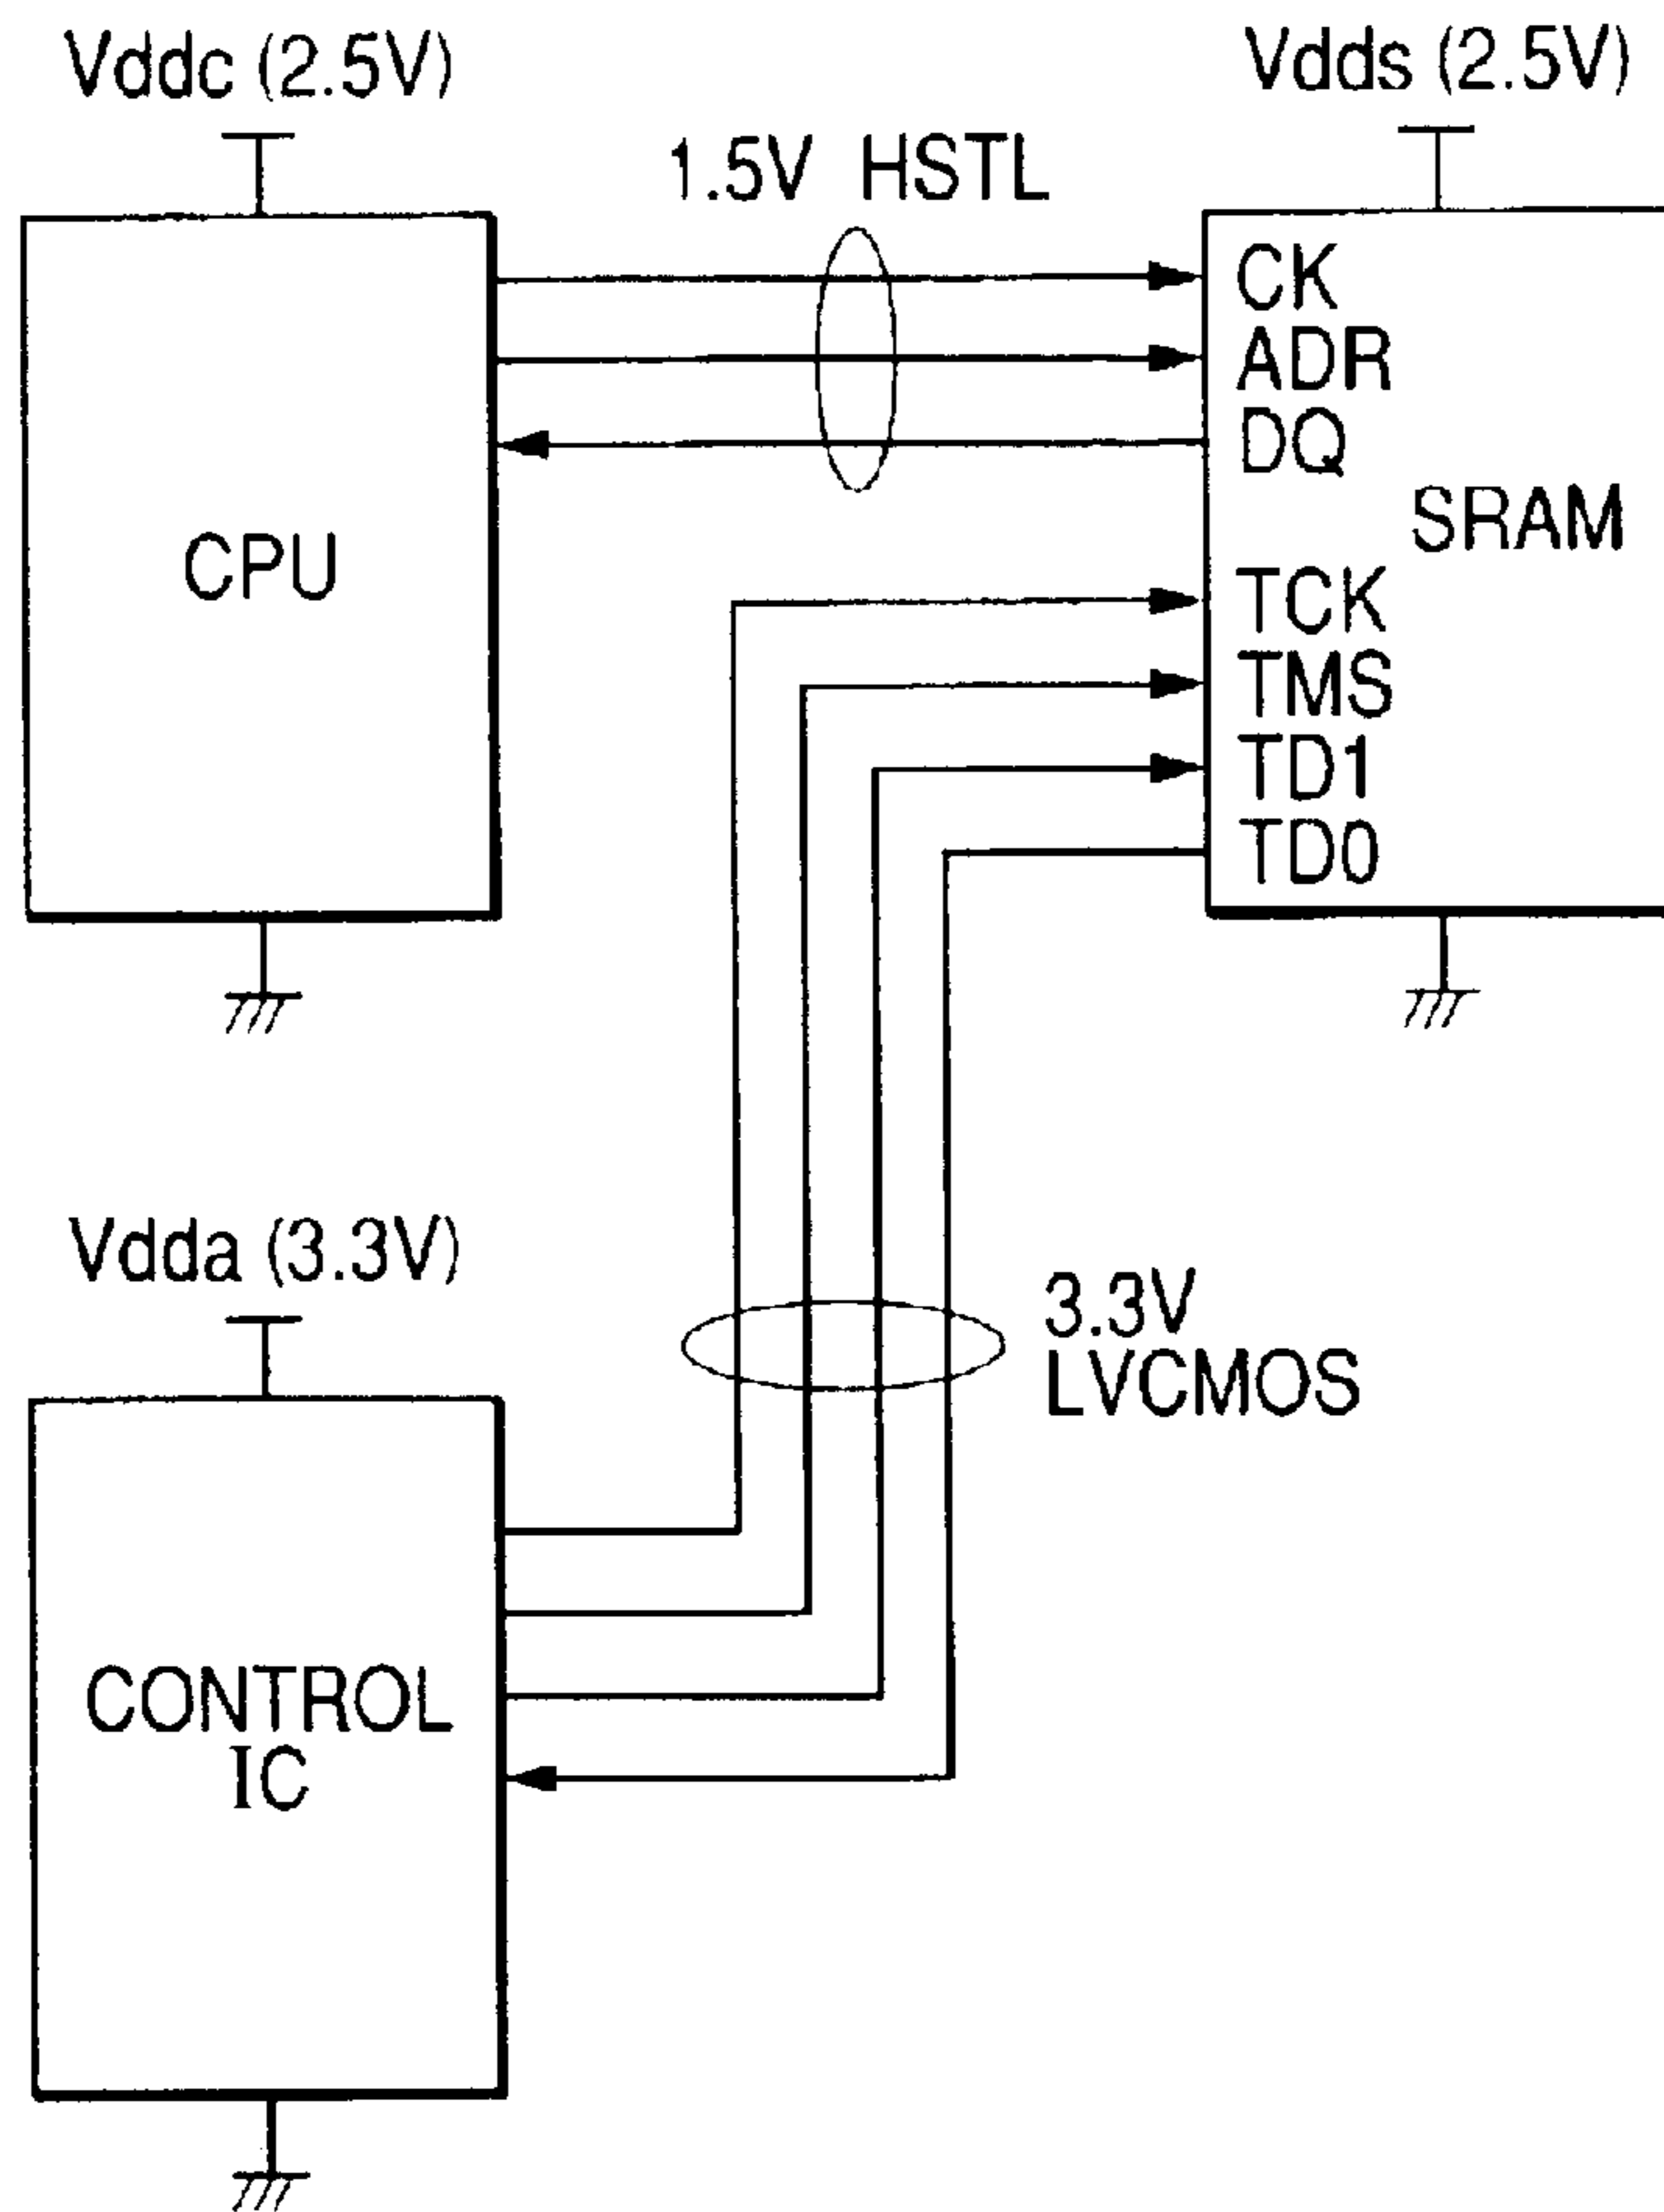 Vddc (2.5V)
Vdds (2.5V)
1.5V HSTL
CK
ADR
DQ
SRAM
CPU
TCK
TMS
TD1
TD0
Vdda (3.3V)
3.3V
LVCMOS
CONTROL
IC